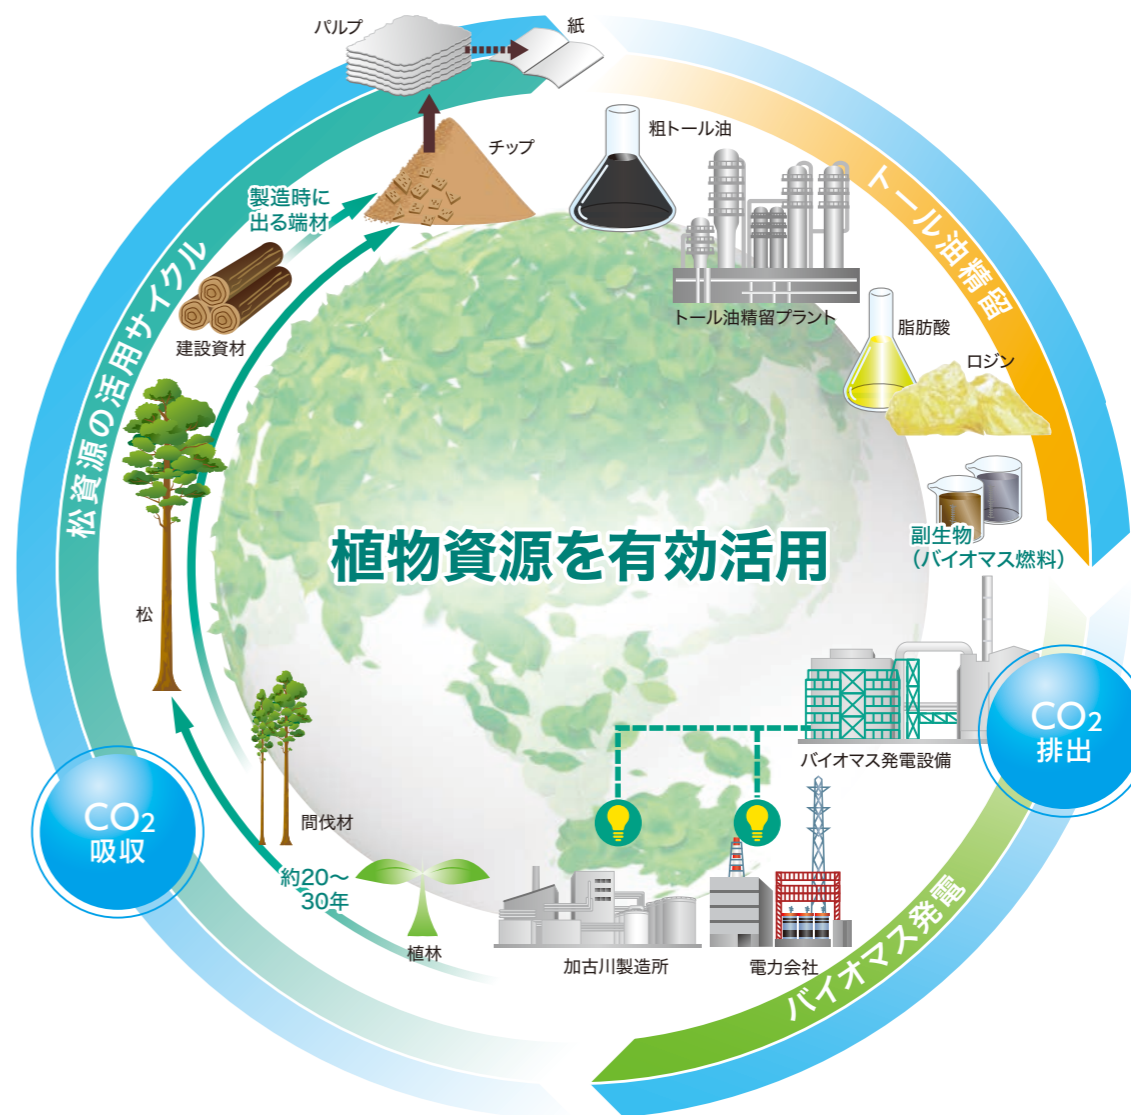 パルプ
紙
チップ
粗トール油
製造時に
出る端材
建設資材
トール油精留プラント
脂肪酸
ロジン
トール油精留
松資源の活用サイクル
植物資源を有効活用
副生物
（バイオマス燃料）
松
CO2
排出
バイオマス発電設備
CO2
吸収
間伐材
約20～
30年
植林
加古川製造所
電力会社
バイオマス発電